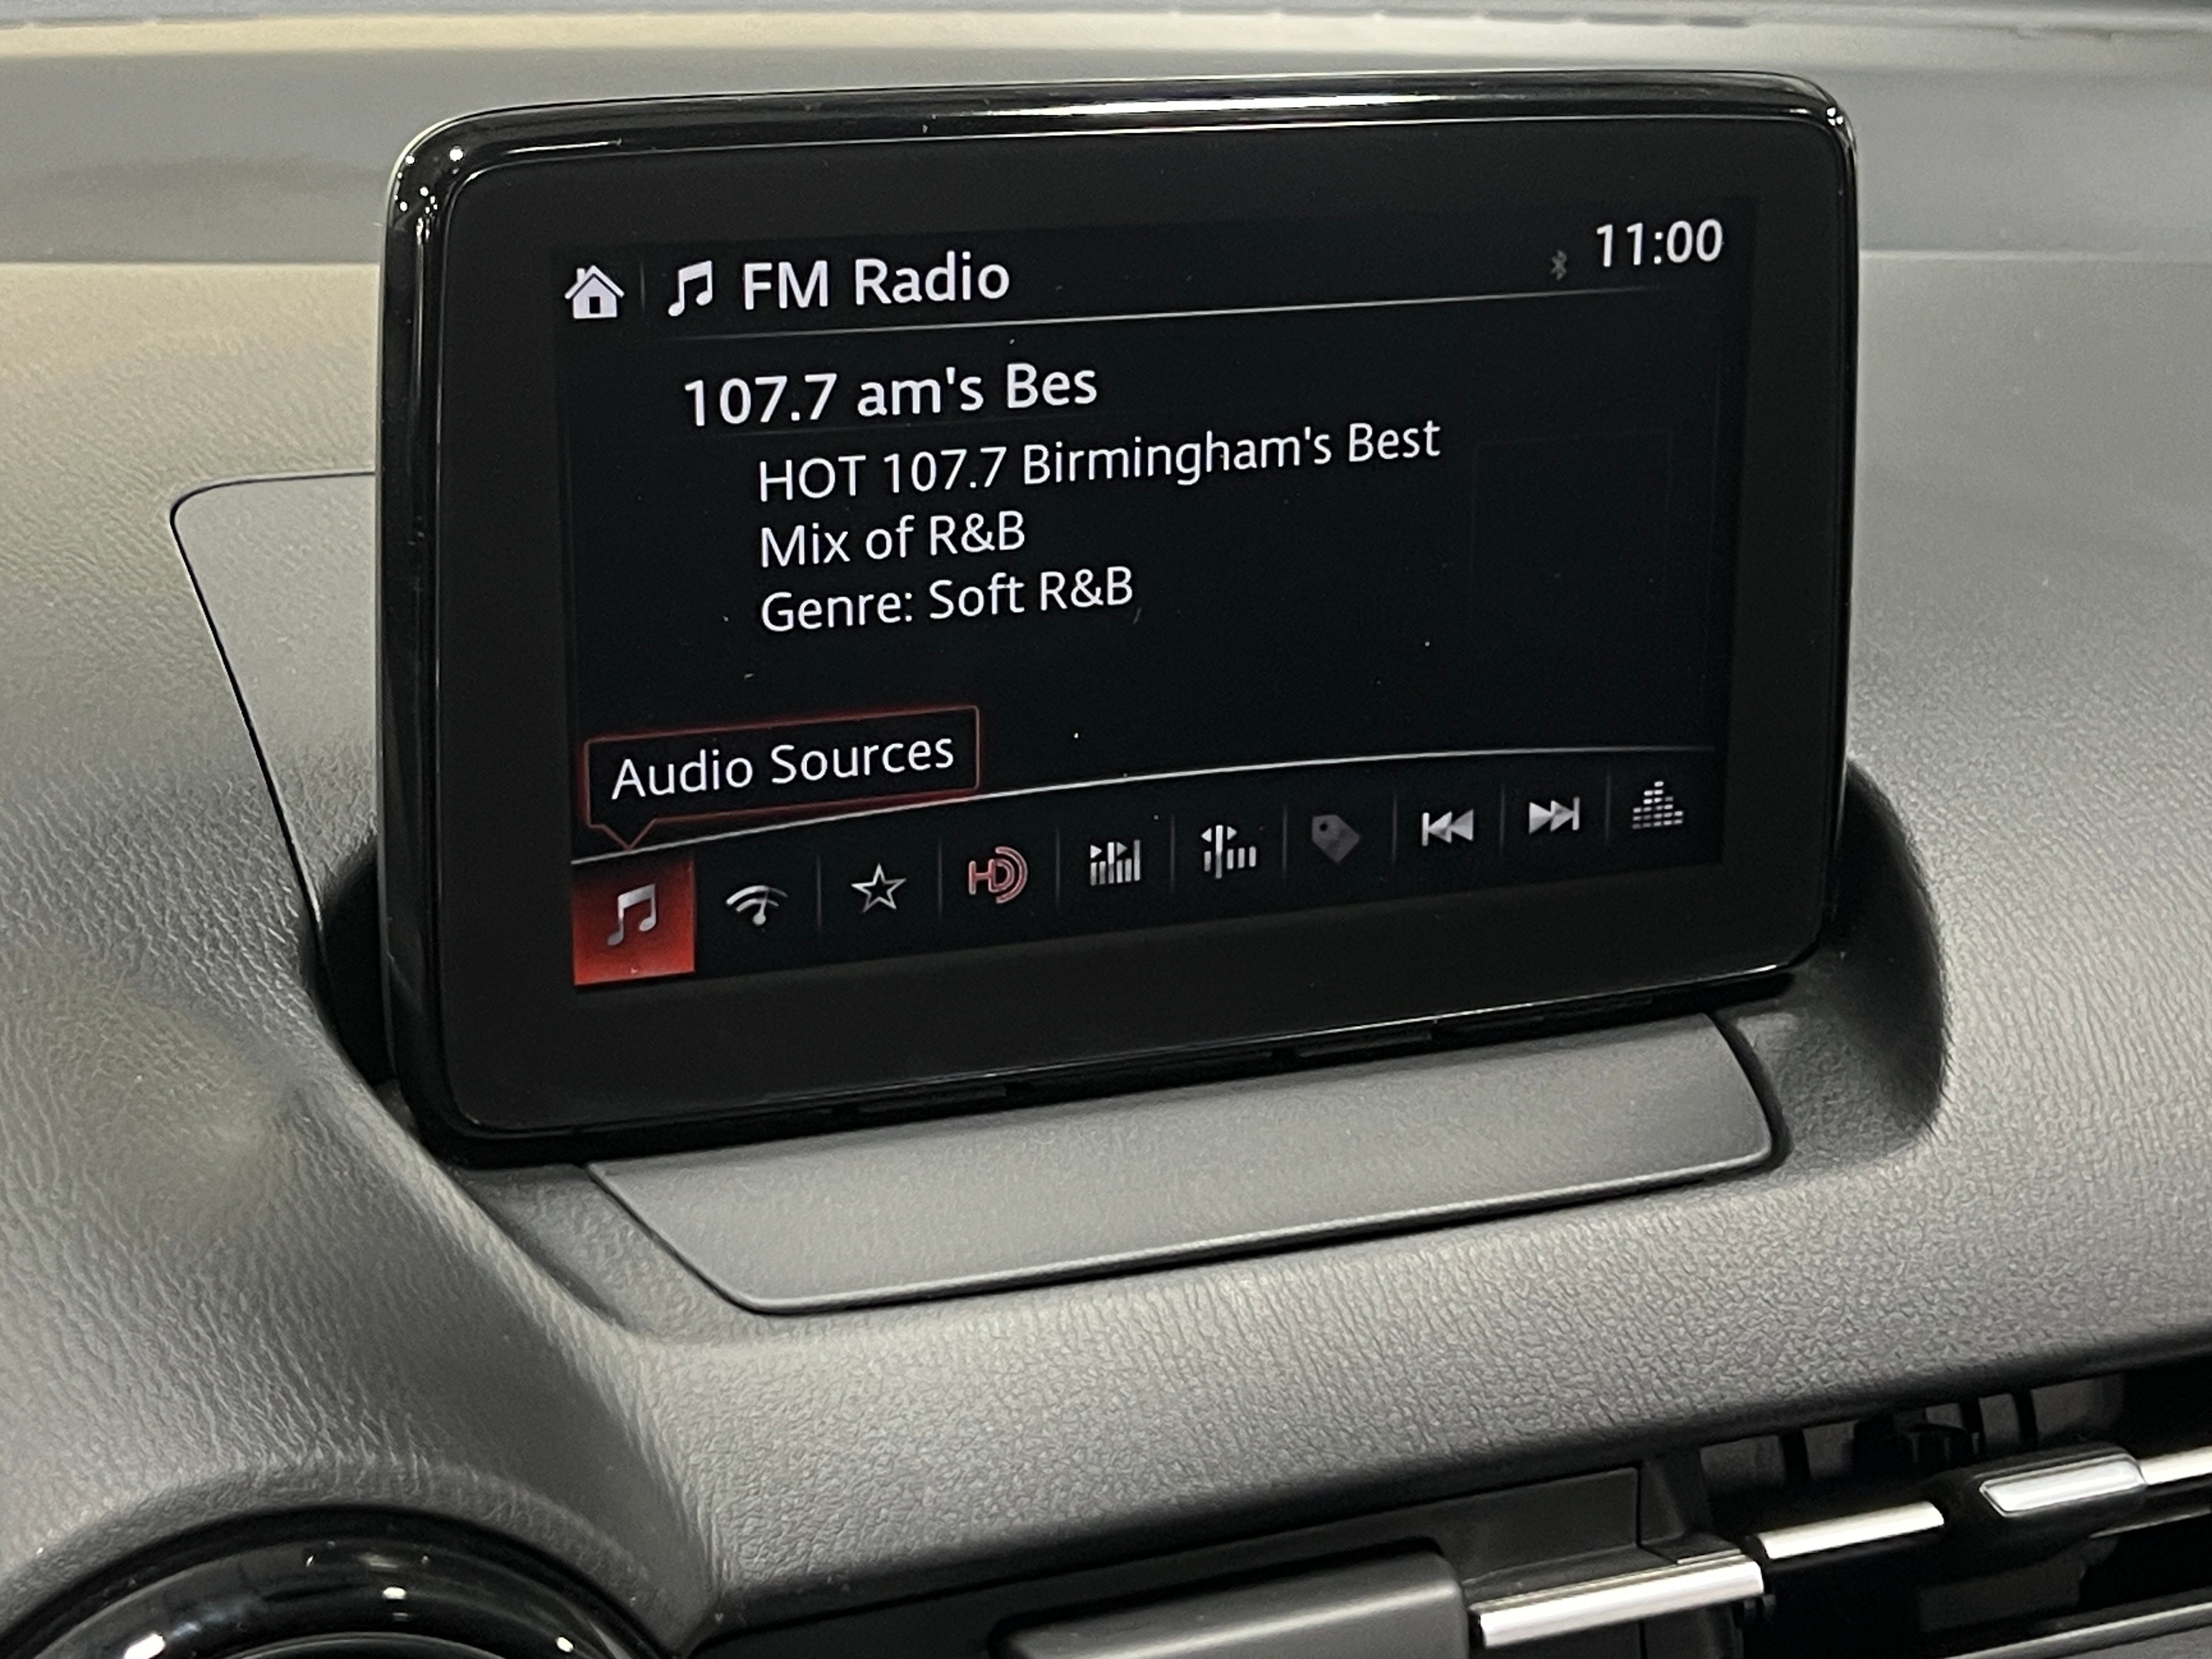 FM Radio
11:00
107.7 am's Bes
HOT 107.7 Birmingham's Best
Mix of R&B
Genre: Soft R&B
Audio Sources
HD